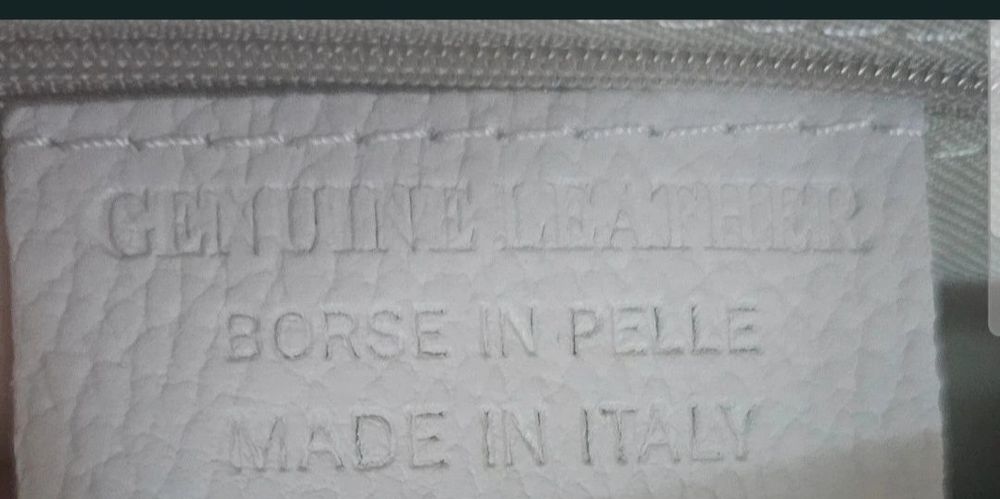 GENUINE LEATHER
BORSE IN PELLE
MADE IN ITALY